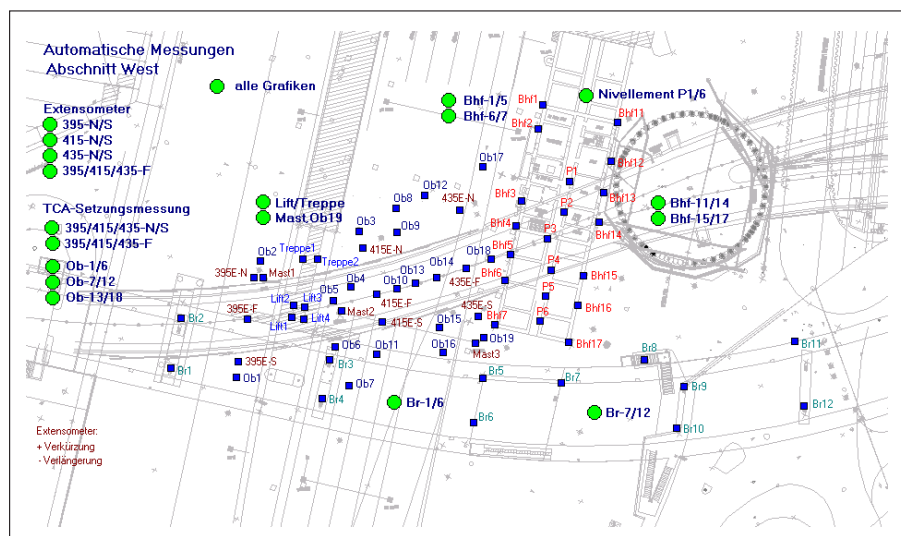 Automatische Messungen
Abschnitt West
alle Grafiken
Bhf-1/5
Bhf-6/7
Nivellement P1/6
Extensometer
395-N/S
415-N/S
435-N/S
395/415/435-F
TCA-Setzungsmessung
395/415/435-N/S
395/415/435-F
Ob-1/6
Ob-7/12
Ob-13/18
Lift/Treppe
Mast,Ob19
Bhf-11/14
Bhf-15/17
Br-1/6
Br-7/12
Bhf1
Bhf2
Bhf11
Bhf12
Bhf13
Bhf14
Bhf3
Bhf4
Bhf5
Bhf6
Bhf7
Bhf15
Bhf16
Bhf17
P1
P2
P3
P4
P5
P6
Ob17
Ob12
Ob8
435E-N
Ob9
Ob3
415E-N
Treppe1
Treppe2
Ob2
395E-N
Mast1
Ob18
Ob14
Ob13
435E-F
Ob10
Ob4
415E-F
Ob5
Lift2
Lift3
Lift1
Lift4
Mast2
395E-F
415E-S
435E-S
Ob15
Ob16
Ob19
Mast3
Ob6
Ob11
Ob7
395E-S
Ob1
Br2
Br1
Br3
Br4
Br5
Br6
Br7
Br8
Br9
Br10
Br11
Br12
Extensometer:
+ Verkürzung
- Verlängerung